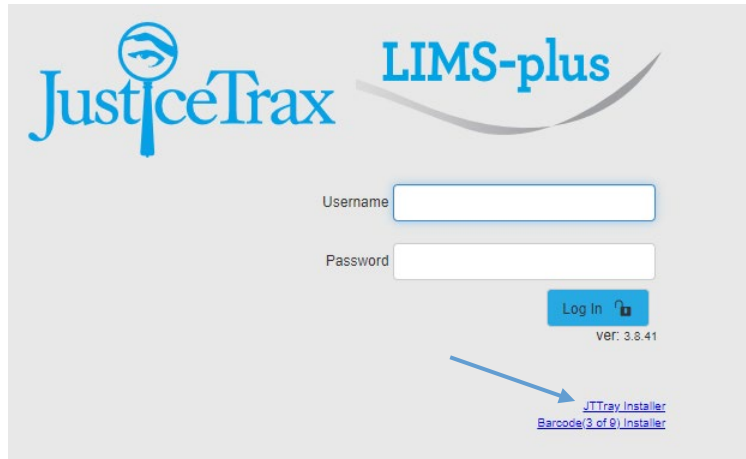 JusticeTrax
LIMS-plus
Username
Password
Log In
ver: 3.8.41
JTTray Installer
Barcode(3 of 9) Installer